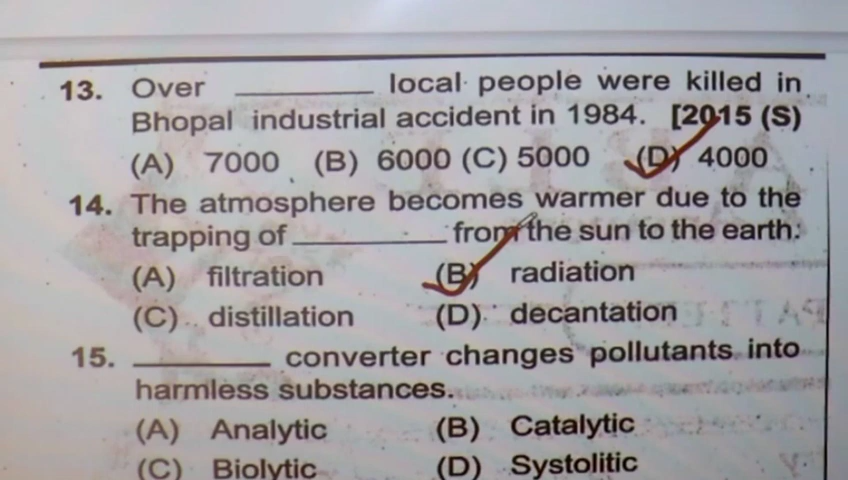 13. Over ________ local people were killed in
Bhopal industrial accident in 1984. [2015 (S)
(A) 7000 (B) 6000 (C) 5000 (D) 4000
14. The atmosphere becomes warmer due to the
trapping of ________ from the sun to the earth.
(A) filtration (B) radiation
(C) distillation (D) decantation
15. ________ converter changes pollutants into
harmless substances.
(A) Analytic (B) Catalytic
(C) Biolytic (D) Systolitic